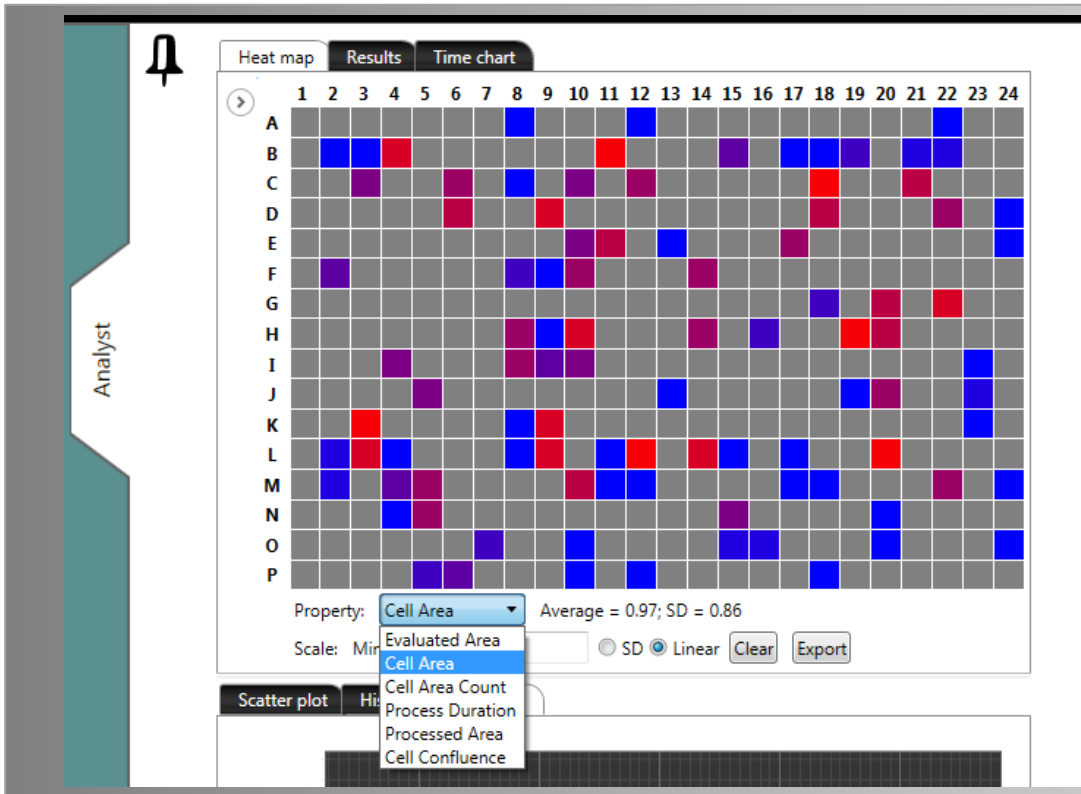 Analyst
Heat map Results Time chart
1 2 3 4 5 6 7 8 9 10 11 12 13 14 15 16 17 18 19 20 21 22 23 24
A
B
C
D
E
F
G
H
I
J
K
L
M
N
O
P
Property: Cell Area Average = 0.97; SD = 0.86
Scale: SD Linear Clear Export
Evaluated Area
Cell Area
Cell Area Count
Process Duration
Processed Area
Cell Confluence
Scatter plot